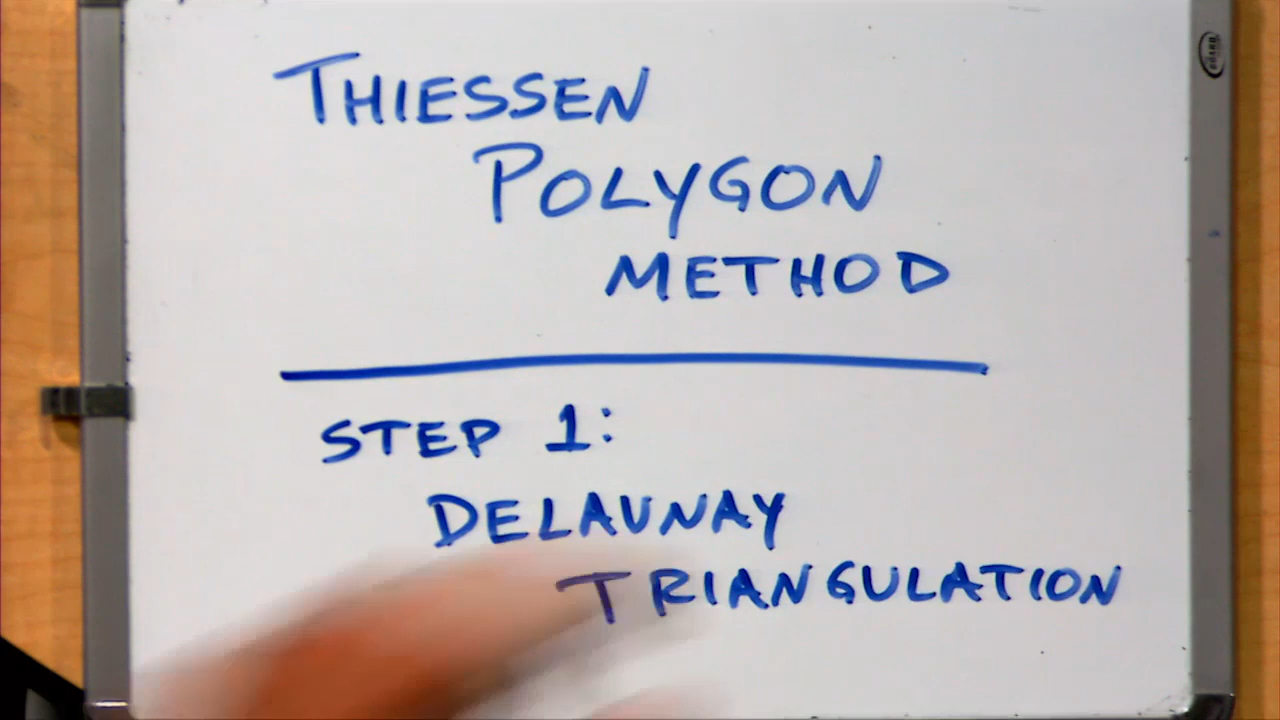 THIESSEN
POLYGON
METHOD
STEP 1:
DELAUNAY
TRIANGULATION